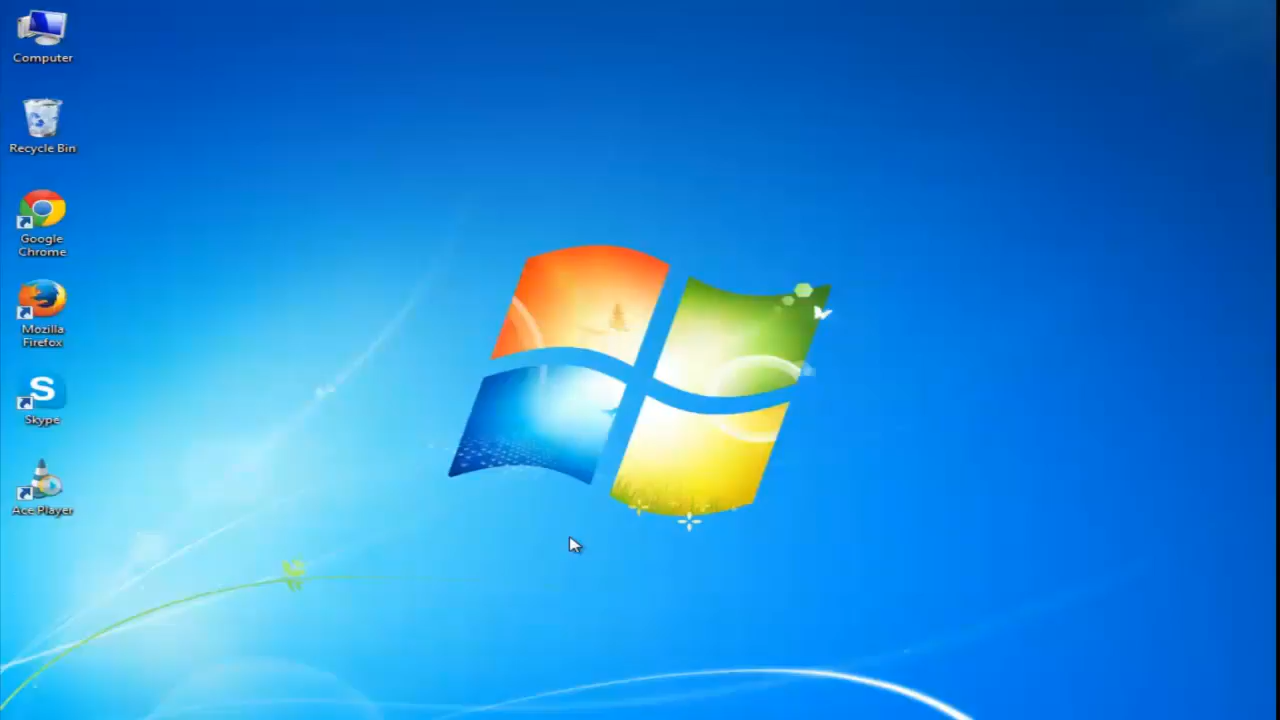 Computer
Recycle Bin
Google
Chrome
Mozilla
Firefox
S
Skype
Ace Player